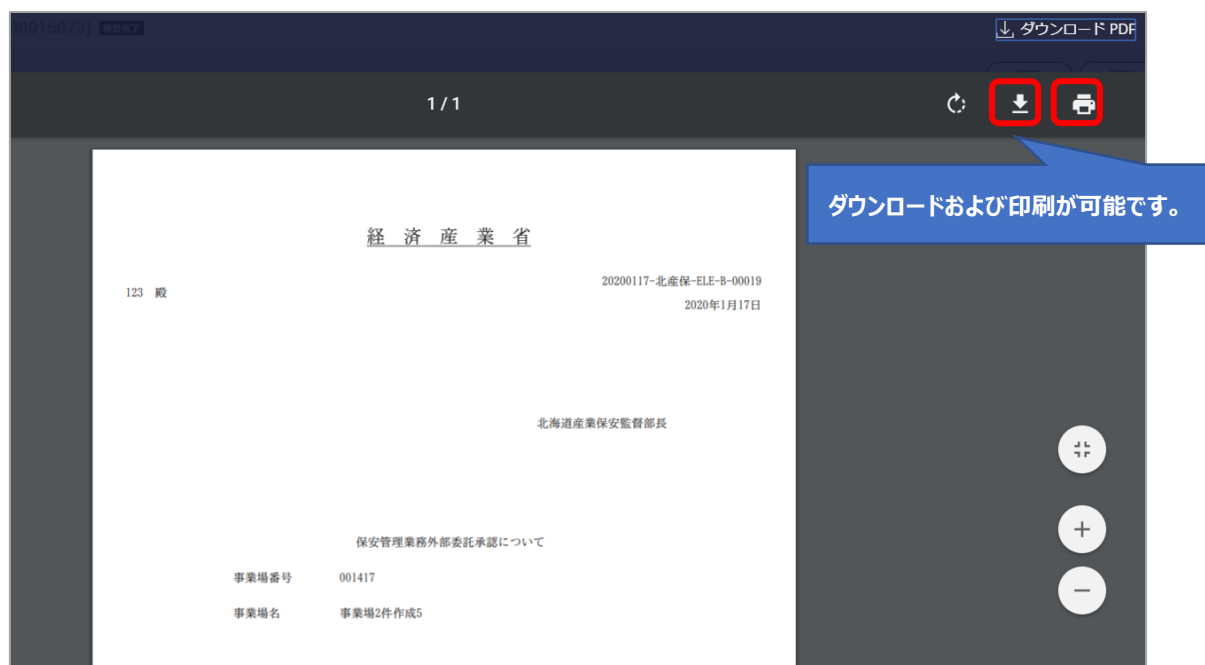 00016073]
ダウンロード PDF
1 / 1
ダウンロードおよび印刷が可能です。
経 済 産 業 省
20200117-北産保-ELE-B-00019
123 殿
2020年1月17日
北海道産業保安監督部長
保安管理業務外部委託承認について
事業場番号 001417
事業場名 事業場2件作成5